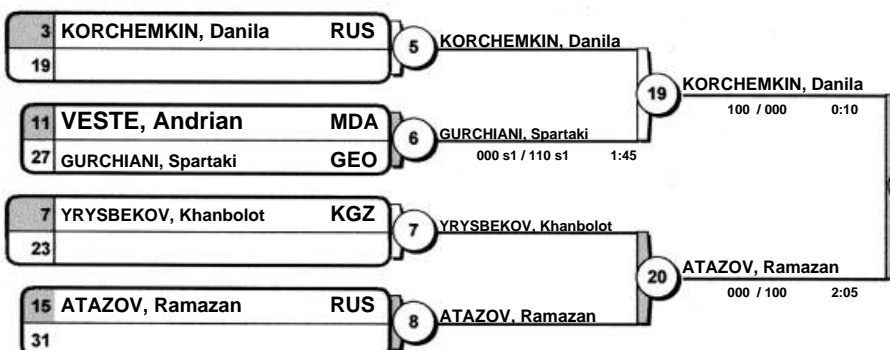 3 KORCHEMKIN, Danila RUS
19
5
KORCHEMKIN, Danila
11 VESTE, Andrian MDA
27 GURCHIANI, Spartaki GEO
6
GURCHIANI, Spartaki
000 s1 / 110 s1 1:45
19
KORCHEMKIN, Danila
100 / 000 0:10
7 YRYSBEKOV, Khanbolot KGZ
23
7
YRYSBEKOV, Khanbolot
15 ATAZOV, Ramazan RUS
31
8
ATAZOV, Ramazan
20
ATAZOV, Ramazan
000 / 100 2:05